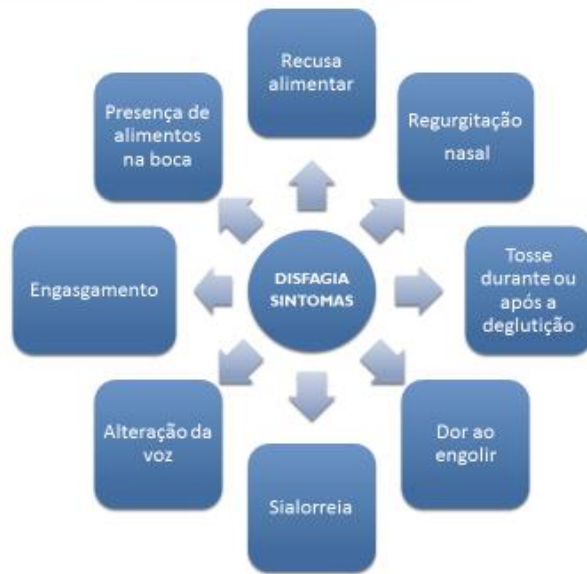 Recusa
alimentar
Regurgitação
nasal
Tosse
durante ou
após a
deglutição
Dor ao
engolir
Sialorreia
Alteração da
voz
Engasgamento
Presença de
alimentos
na boca
DISFAGIA
SINTOMAS